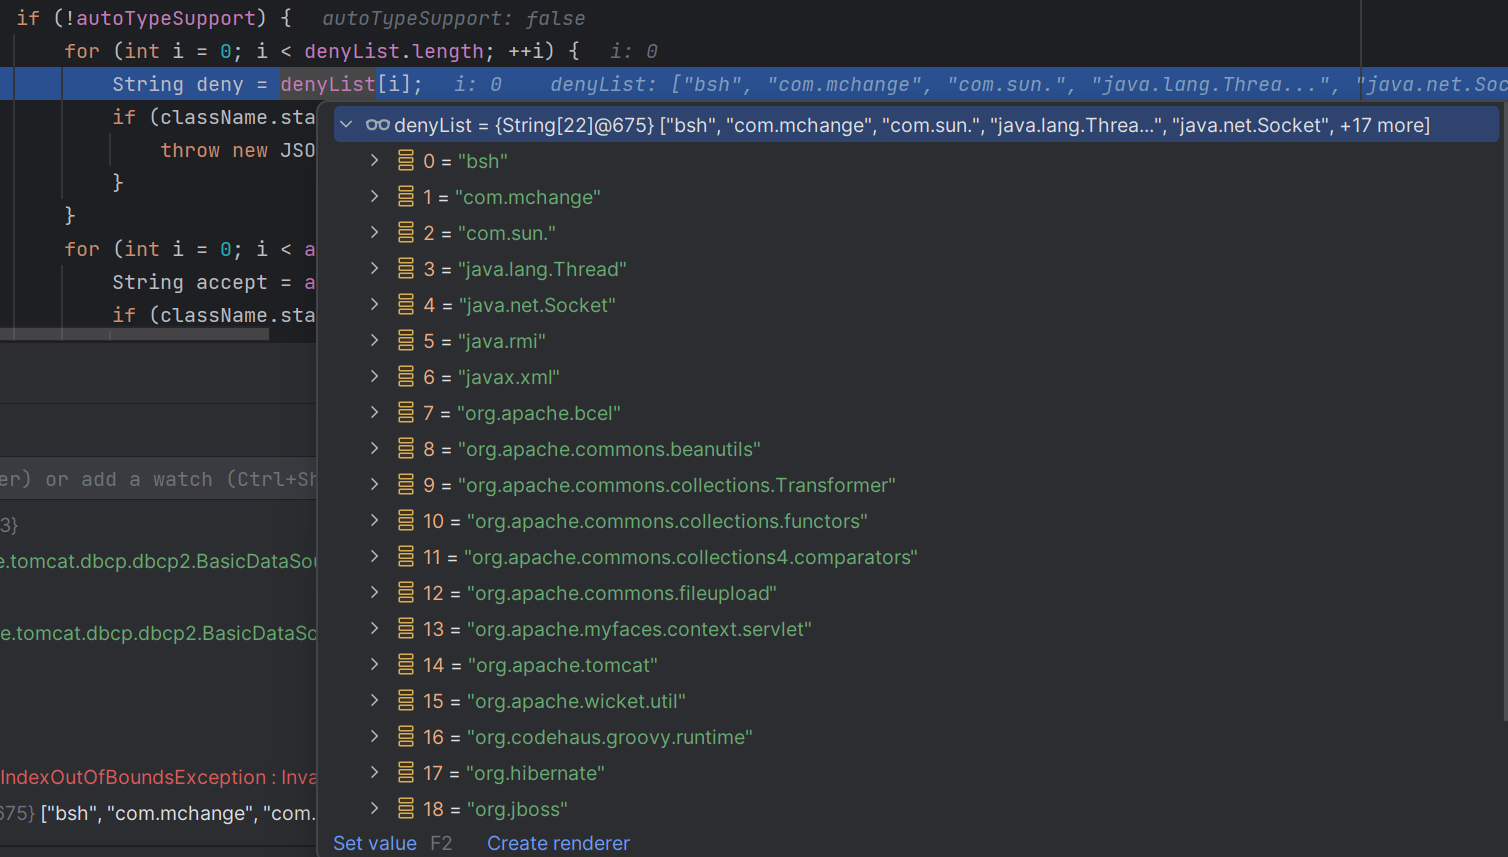 if (!autoTypeSupport) {   autoTypeSupport: false
for (int i = 0; i < denyList.length; ++i) {   i: 0
String deny = denyList[i];   i: 0   denyList: ["bsh", "com.mchange", "com.sun.", "java.lang.Threa...", "java.net.Soc
if (className.sta
throw new JSO
}
}
for (int i = 0; i < a
String accept = a
if (className.sta
denyList = {String[22]@675} ["bsh", "com.mchange", "com.sun.", "java.lang.Threa...", "java.net.Socket", +17 more]
0 = "bsh"
1 = "com.mchange"
2 = "com.sun."
3 = "java.lang.Thread"
4 = "java.net.Socket"
5 = "java.rmi"
6 = "javax.xml"
7 = "org.apache.bcel"
8 = "org.apache.commons.beanutils"
9 = "org.apache.commons.collections.Transformer"
10 = "org.apache.commons.collections.functors"
11 = "org.apache.commons.collections4.comparators"
12 = "org.apache.commons.fileupload"
13 = "org.apache.myfaces.context.servlet"
14 = "org.apache.tomcat"
15 = "org.apache.wicket.util"
16 = "org.codehaus.groovy.runtime"
17 = "org.hibernate"
18 = "org.jboss"
Set value F2 Create renderer
er) or add a watch (Ctrl+Sh
3}
e.tomcat.dbcp.dbcp2.BasicDataSou
e.tomcat.dbcp.dbcp2.BasicDataSo
IndexOutOfBoundsException : Inva
675} ["bsh", "com.mchange", "com.